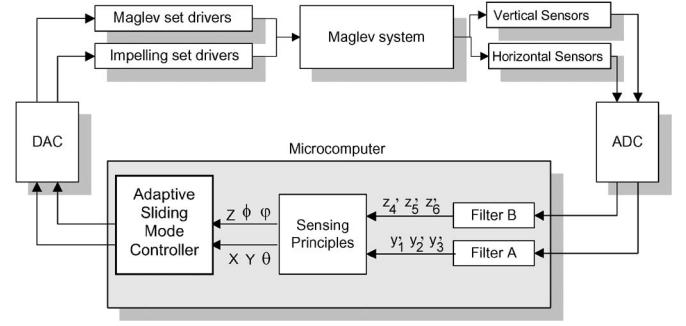 Maglev set drivers
Impelling set drivers
Maglev system
Vertical Sensors
Horizontal Sensors
DAC
ADC
Microcomputer
Adaptive
Sliding
Mode
Controller
Z ϕ φ
X Y θ
Sensing
Principles
z₄, z₅, z₆,
y₁, y₂, y₃,
Filter B
Filter A